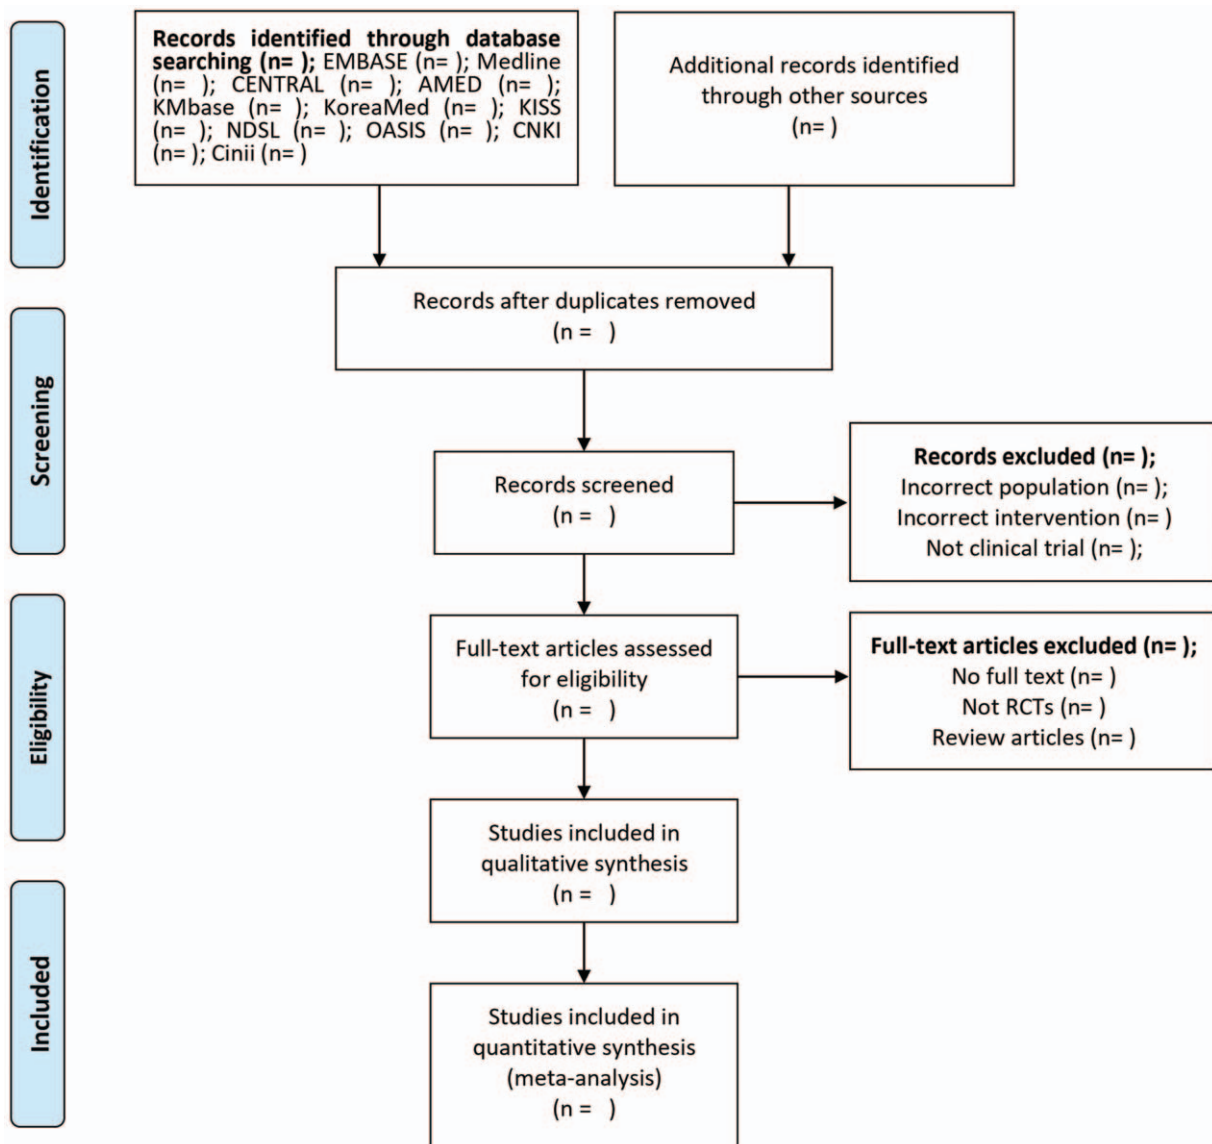 Identification
Records identified through database
searching (n= ); EMBASE (n= ); Medline
(n= ); CENTRAL (n= ); AMED (n= );
KMbase (n= ); KoreaMed (n= ); KISS
(n= ); NDSL (n= ); OASIS (n= ); CNKI
(n= ); Cinii (n= )
Additional records identified
through other sources
(n= )
Records after duplicates removed
(n =   )
Screening
Records screened
(n =   )
Records excluded (n= );
Incorrect population (n= );
Incorrect intervention (n= )
Not clinical trial (n= );
Eligibility
Full-text articles assessed
for eligibility
(n =   )
Full-text articles excluded (n= );
No full text (n= )
Not RCTs (n= )
Review articles (n= )
Studies included in
qualitative synthesis
(n =   )
Included
Studies included in
quantitative synthesis
(meta-analysis)
(n =   )